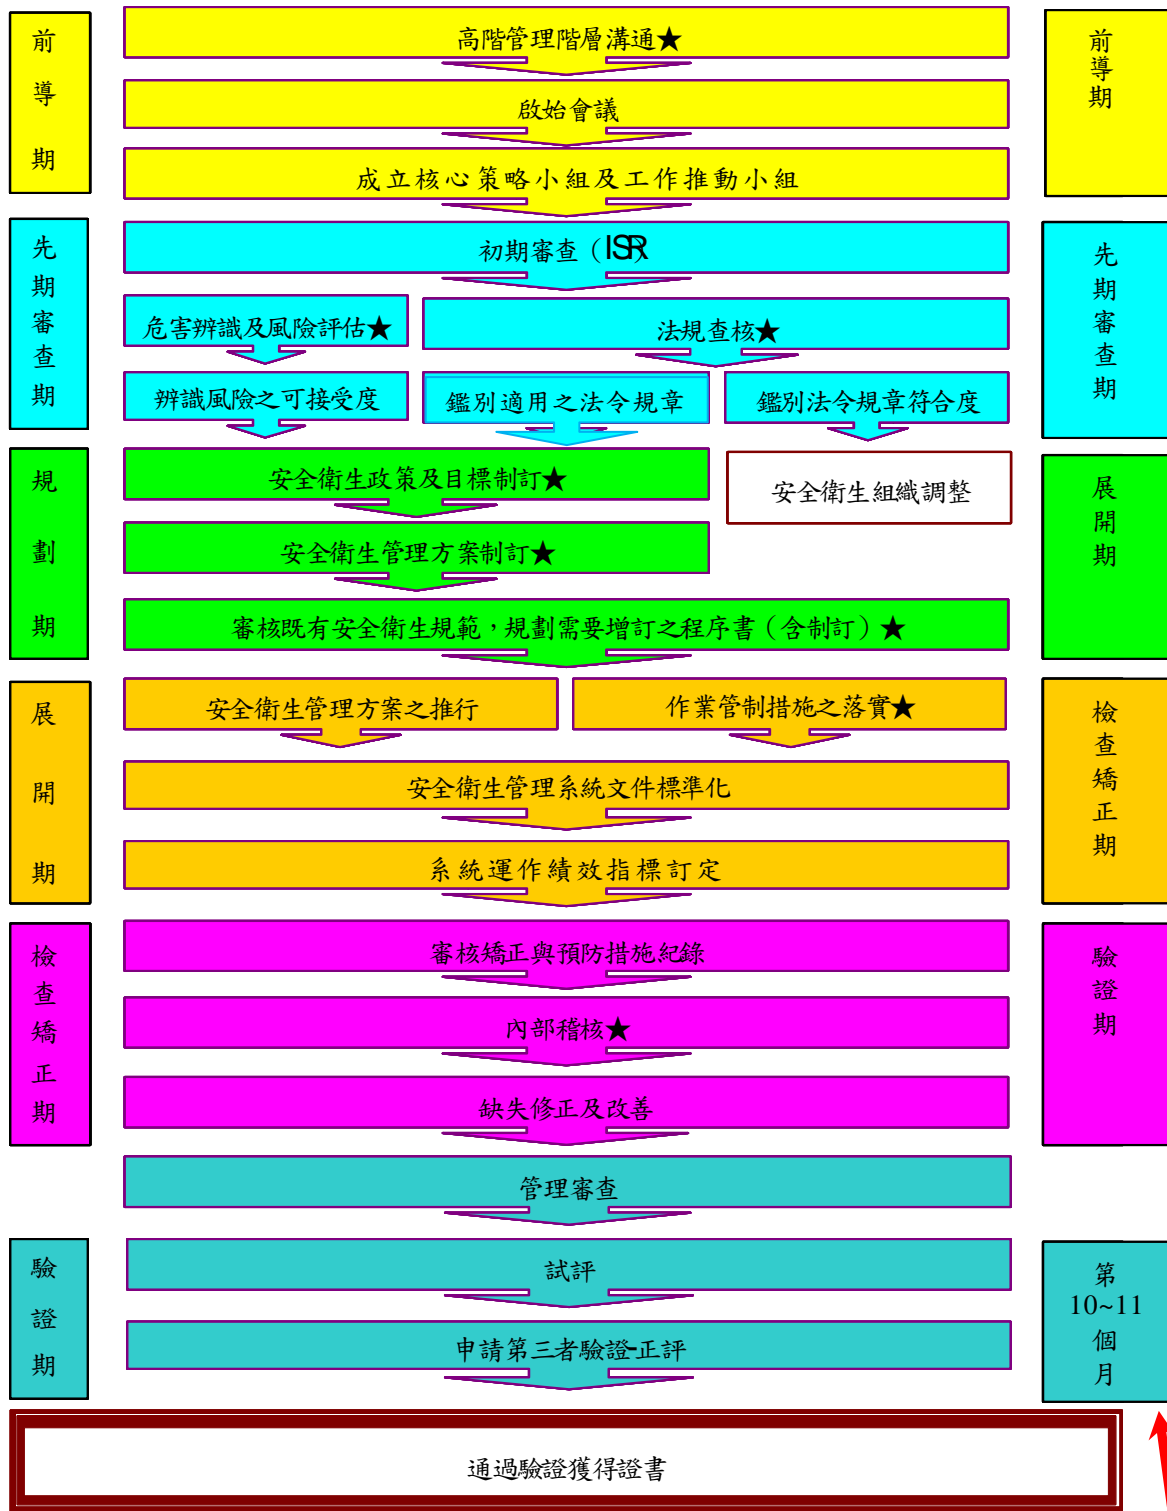 前導期
高階管理階層溝通★
前導期
啟始會議
成立核心策略小組及工作推動小組
先期審查期
初期審查（ISR）
先期審查期
危害辨識及風險評估★
法規查核★
辨識風險之可接受度
鑑別適用之法令規章
鑑別法令規章符合度
規劃期
安全衛生政策及目標制訂★
安全衛生組織調整
展開期
安全衛生管理方案制訂★
審核既有安全衛生規範，規劃需要增訂之程序書（含制訂）★
展開期
安全衛生管理方案之推行
作業管制措施之落實★
檢查矯正期
安全衛生管理系統文件標準化
系統運作績效指標訂定
檢查矯正期
審核矯正與預防措施紀錄
驗證期
內部稽核★
缺失修正及改善
管理審查
驗證期
試評
第
10~11
個
月
申請第三者驗證-正評
通過驗證獲得證書